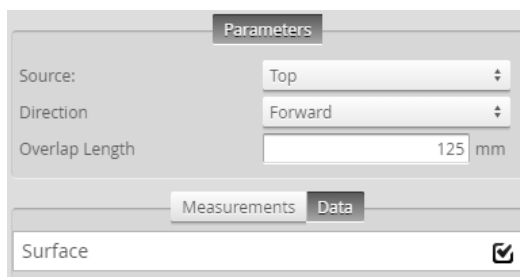 Parameters
Source: Top
Direction Forward
Overlap Length 125 mm
Measurements Data
Surface